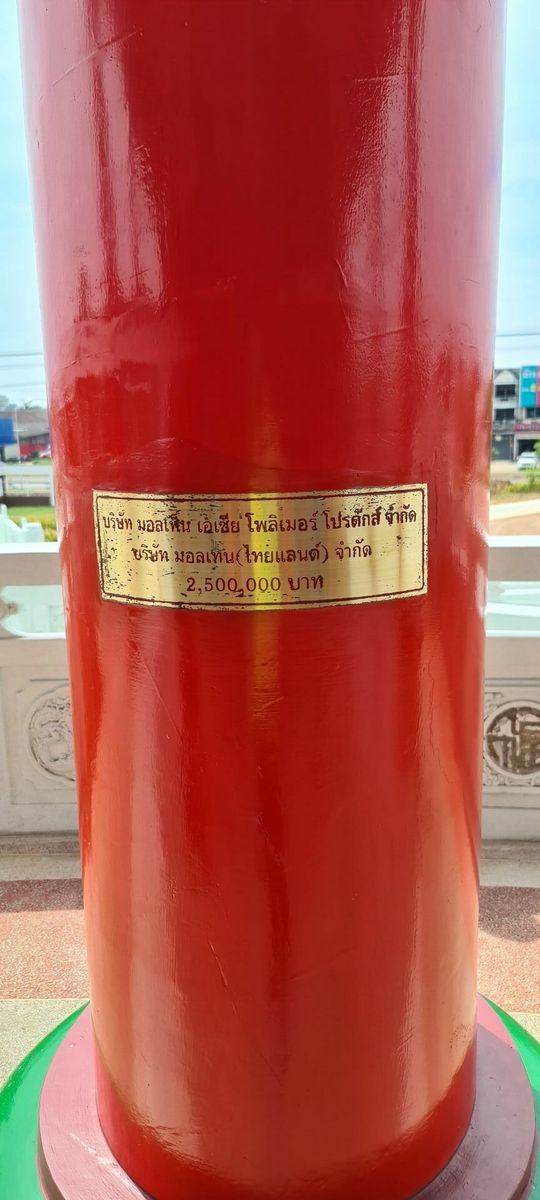 บริษัท มอลเท็น เอเซีย โพลิเมอร์ โปรดักส์ จำกัด
บริษัท มอลเทน(ไทยแลนด์) จำกัด
2,500,000 บาท